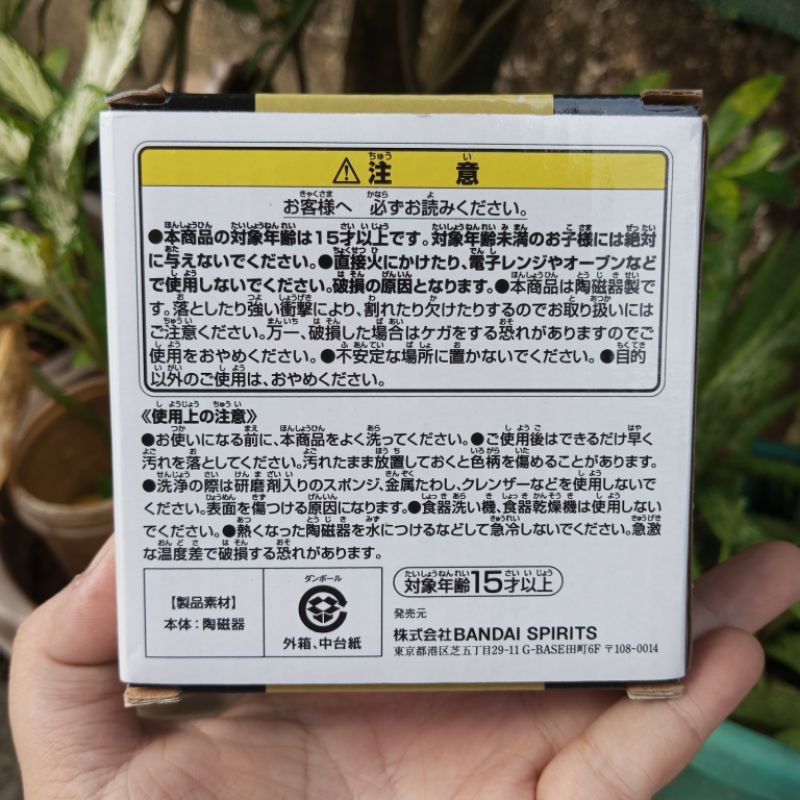 ⚠注意
お客様へ 必ずお読みください。
●本商品の対象年齢は15才以上です。対象年齢未満のお子様には絶対
に与えないでください。●直接火にかけたり、電子レンジやオーブンなど
で使用しないでください。破損の原因となります。●本商品は陶磁器製で
す。落としたり強い衝撃により、割れたり欠けたりするのでお取り扱いには
ご注意ください。万一、破損した場合はケガをする恐れがありますのでご
使用をおやめください。●不安定な場所に置かないでください。●目的
以外のご使用は、おやめください。
《使用上の注意》
●お使いになる前に、本商品をよく洗ってください。●ご使用後はできるだけ早く
汚れを落としてください。汚れたまま放置しておくと色柄を傷めることがあります。
●洗浄の際は研磨剤入りのスポンジ、金属たわし、クレンザーなどを使用しないで
ください。表面を傷つける原因になります。●食器洗い機、食器乾燥機は使用しない
でください。●熱くなった陶磁器を水につけるなどして急冷しないでください。急激
な温度差で破損する恐れがあります。
【製品素材】
本体：陶磁器
ダンボール
外箱、中台紙
対象年齢15才以上
発売元
株式会社BANDAI SPIRITS
東京都港区芝五丁目29-11 G-BASE田町6F 〒108-0014